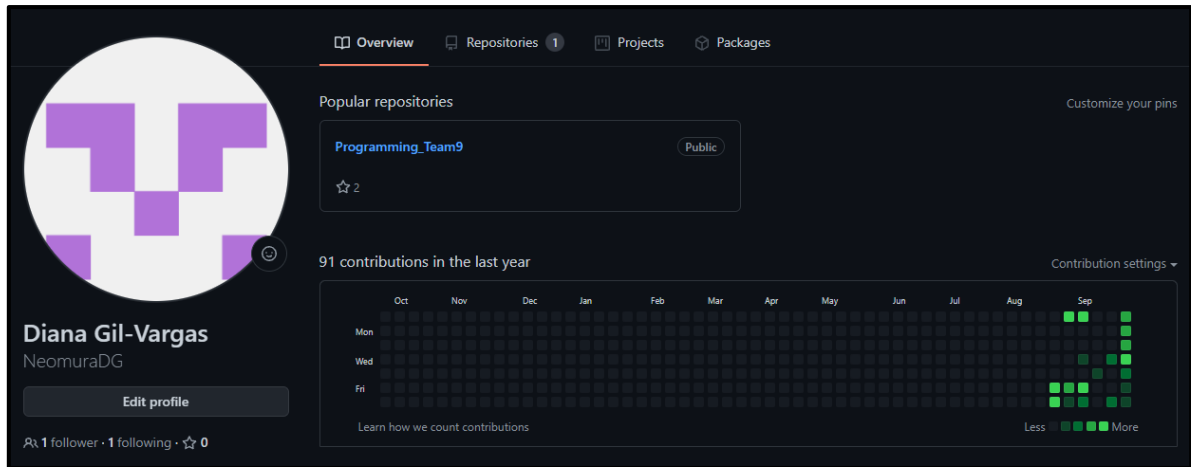 Overview Repositories 1 Projects Packages
Popular repositories Customize your pins
Programming_Team9 Public
2
91 contributions in the last year Contribution settings
Oct Nov Dec Jan Feb Mar Apr May Jun Jul Aug Sep
Mon
Wed
Fri
Learn how we count contributions Less More
Diana Gil-Vargas
NeomuraDG
Edit profile
1 follower · 1 following · 0